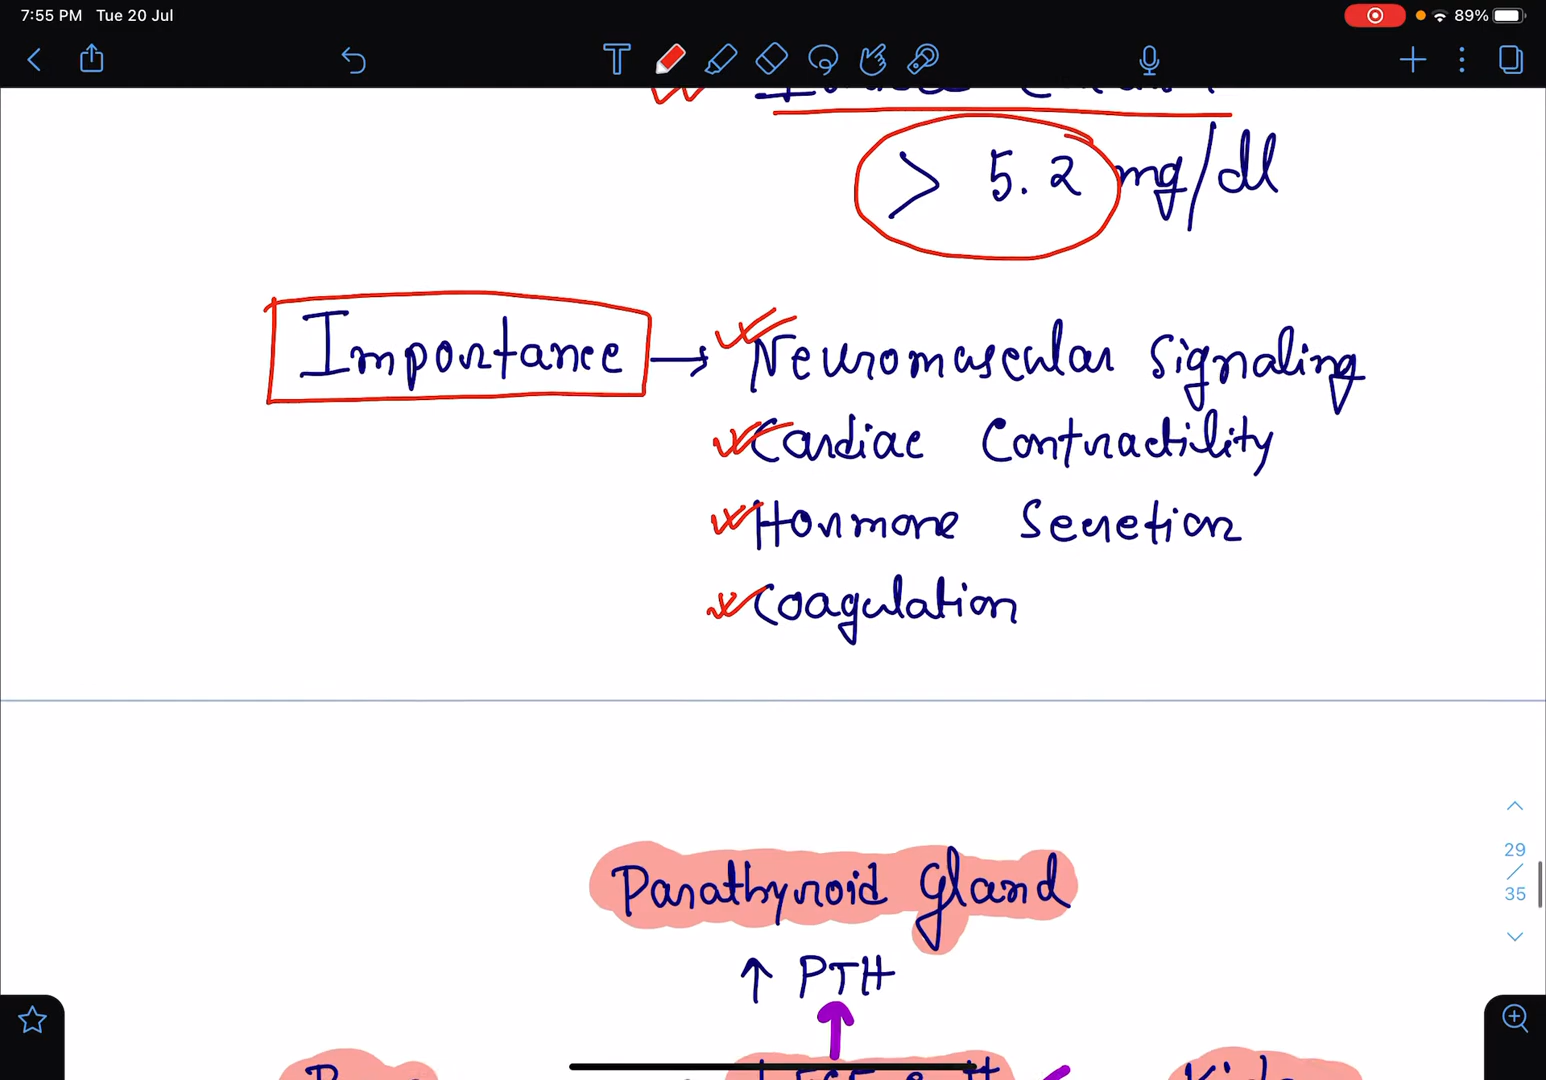 7:55 PM Tue 20 Jul
89%
> 5.2 mg/dl
Importance → Neuromuscular Signaling
Cardiac Contractility
Hormone Secretion
Coagulation
Parathyroid Gland
↑ PTH
29
/
35